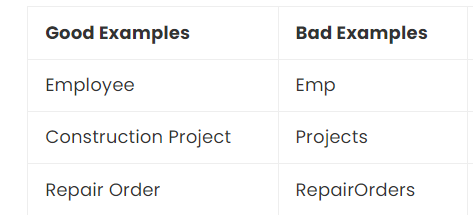 Good Examples Bad Examples
Employee Emp
Construction Project Projects
Repair Order RepairOrders